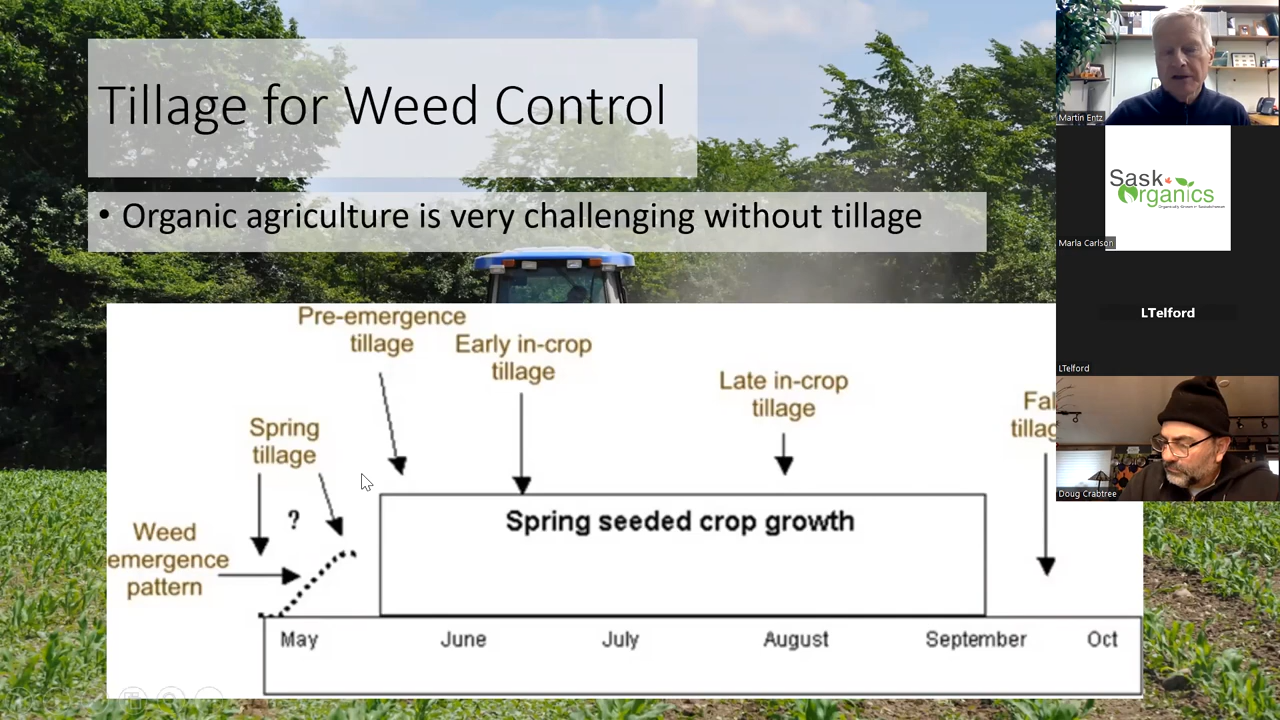 Tillage for Weed Control
• Organic agriculture is very challenging without tillage
Pre-emergence
tillage
Early in-crop
tillage
Late in-crop
tillage
Fal
tillag
Spring
tillage
?
Weed
emergence
pattern
Spring seeded crop growth
May
June
July
August
September
Oct
Martin Entz
Sask
Organics
Marla Carlson
LTelford
LTelford
Doug Crabtree